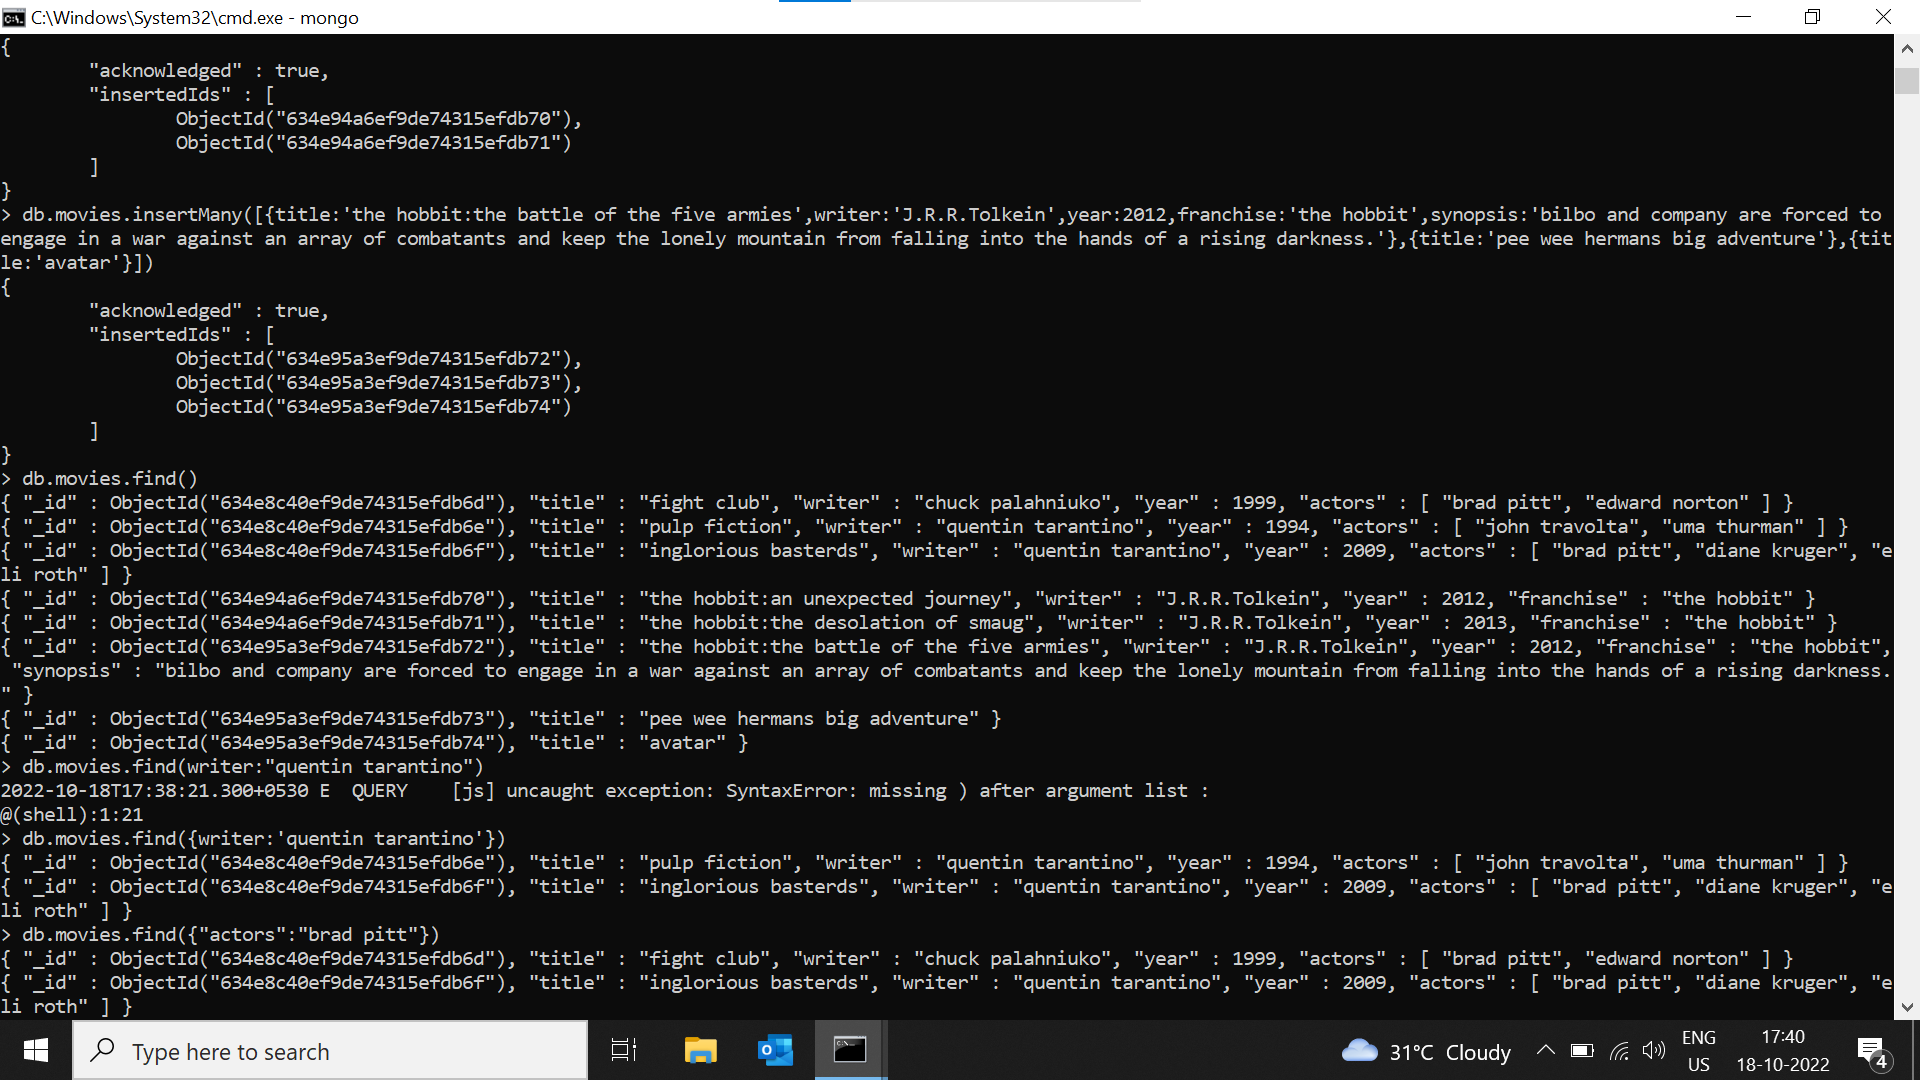 C:\Windows\System32\cmd.exe - mongo
{
        "acknowledged" : true,
        "insertedIds" : [
                ObjectId("634e94a6ef9de74315efdb70"),
                ObjectId("634e94a6ef9de74315efdb71")
        ]
}
> db.movies.insertMany([{title:'the hobbit:the battle of the five armies',writer:'J.R.R.Tolkein',year:2012,franchise:'the hobbit',synopsis:'bilbo and company are forced to
engage in a war against an array of combatants and keep the lonely mountain from falling into the hands of a rising darkness.'},{title:'pee wee hermans big adventure'},{tit
le:'avatar'}])
{
        "acknowledged" : true,
        "insertedIds" : [
                ObjectId("634e95a3ef9de74315efdb72"),
                ObjectId("634e95a3ef9de74315efdb73"),
                ObjectId("634e95a3ef9de74315efdb74")
        ]
}
> db.movies.find()
{ "_id" : ObjectId("634e8c40ef9de74315efdb6d"), "title" : "fight club", "writer" : "chuck palahniuko", "year" : 1999, "actors" : [ "brad pitt", "edward norton" ] }
{ "_id" : ObjectId("634e8c40ef9de74315efdb6e"), "title" : "pulp fiction", "writer" : "quentin tarantino", "year" : 1994, "actors" : [ "john travolta", "uma thurman" ] }
{ "_id" : ObjectId("634e8c40ef9de74315efdb6f"), "title" : "inglorious basterds", "writer" : "quentin tarantino", "year" : 2009, "actors" : [ "brad pitt", "diane kruger", "e
li roth" ] }
{ "_id" : ObjectId("634e94a6ef9de74315efdb70"), "title" : "the hobbit:an unexpected journey", "writer" : "J.R.R.Tolkein", "year" : 2012, "franchise" : "the hobbit" }
{ "_id" : ObjectId("634e94a6ef9de74315efdb71"), "title" : "the hobbit:the desolation of smaug", "writer" : "J.R.R.Tolkein", "year" : 2013, "franchise" : "the hobbit" }
{ "_id" : ObjectId("634e95a3ef9de74315efdb72"), "title" : "the hobbit:the battle of the five armies", "writer" : "J.R.R.Tolkein", "year" : 2012, "franchise" : "the hobbit",
 "synopsis" : "bilbo and company are forced to engage in a war against an array of combatants and keep the lonely mountain from falling into the hands of a rising darkness.
" }
{ "_id" : ObjectId("634e95a3ef9de74315efdb73"), "title" : "pee wee hermans big adventure" }
{ "_id" : ObjectId("634e95a3ef9de74315efdb74"), "title" : "avatar" }
> db.movies.find(writer:"quentin tarantino")
2022-10-18T17:38:21.300+0530 E  QUERY    [js] uncaught exception: SyntaxError: missing ) after argument list :
@(shell):1:21
> db.movies.find({writer:'quentin tarantino'})
{ "_id" : ObjectId("634e8c40ef9de74315efdb6e"), "title" : "pulp fiction", "writer" : "quentin tarantino", "year" : 1994, "actors" : [ "john travolta", "uma thurman" ] }
{ "_id" : ObjectId("634e8c40ef9de74315efdb6f"), "title" : "inglorious basterds", "writer" : "quentin tarantino", "year" : 2009, "actors" : [ "brad pitt", "diane kruger", "e
li roth" ] }
> db.movies.find({"actors":"brad pitt"})
{ "_id" : ObjectId("634e8c40ef9de74315efdb6d"), "title" : "fight club", "writer" : "chuck palahniuko", "year" : 1999, "actors" : [ "brad pitt", "edward norton" ] }
{ "_id" : ObjectId("634e8c40ef9de74315efdb6f"), "title" : "inglorious basterds", "writer" : "quentin tarantino", "year" : 2009, "actors" : [ "brad pitt", "diane kruger", "e
li roth" ] }
Type here to search
31°C Cloudy
ENG
US
17:40
18-10-2022
4